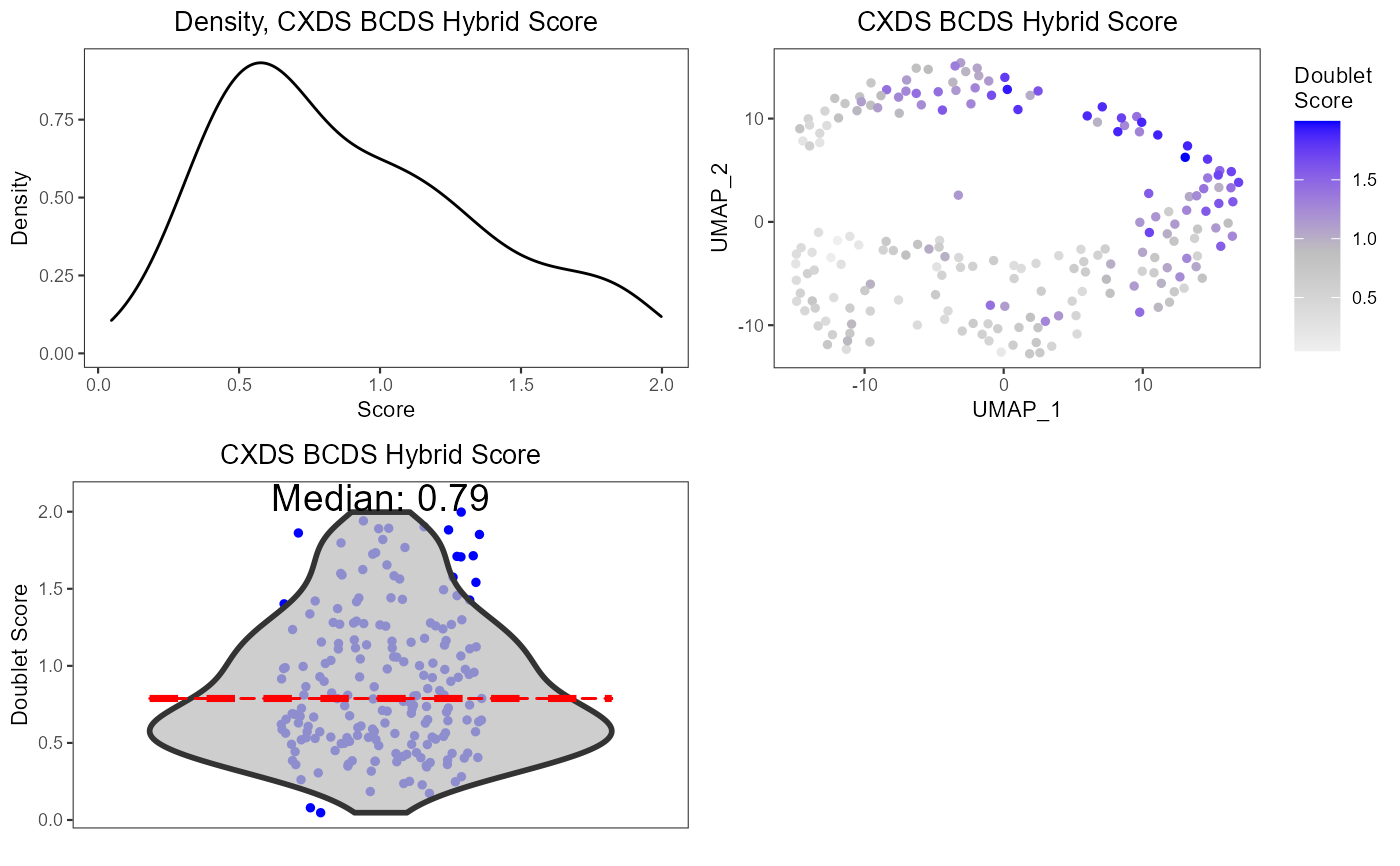 Density, CXDS BCDS Hybrid Score
Density
0.75
0.50
0.25
0.00
0.0 0.5 1.0 1.5 2.0
Score
CXDS BCDS Hybrid Score
UMAP_2
10
0
-10
-10 0 10
UMAP_1
Doublet
Score
1.5
1.0
0.5
CXDS BCDS Hybrid Score
Median: 0.79
Doublet Score
2.0
1.5
1.0
0.5
0.0